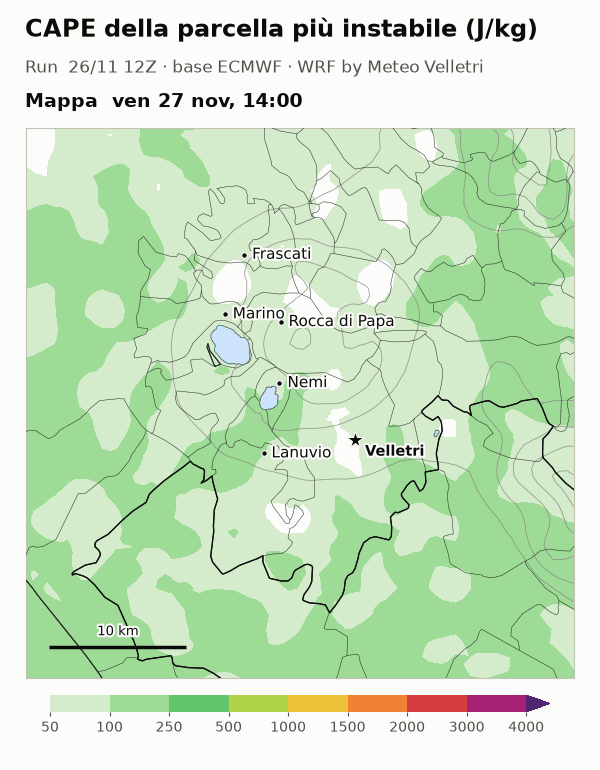 CAPE della parcella più instabile (J/kg)
Run  26/11 12Z · base ECMWF · WRF by Meteo Velletri
Mappa  ven 27 nov, 14:00
Frascati
Marino
Rocca di Papa
Nemi
Velletri
Lanuvio
10 km
50 100 250 500 1000 1500 2000 3000 4000